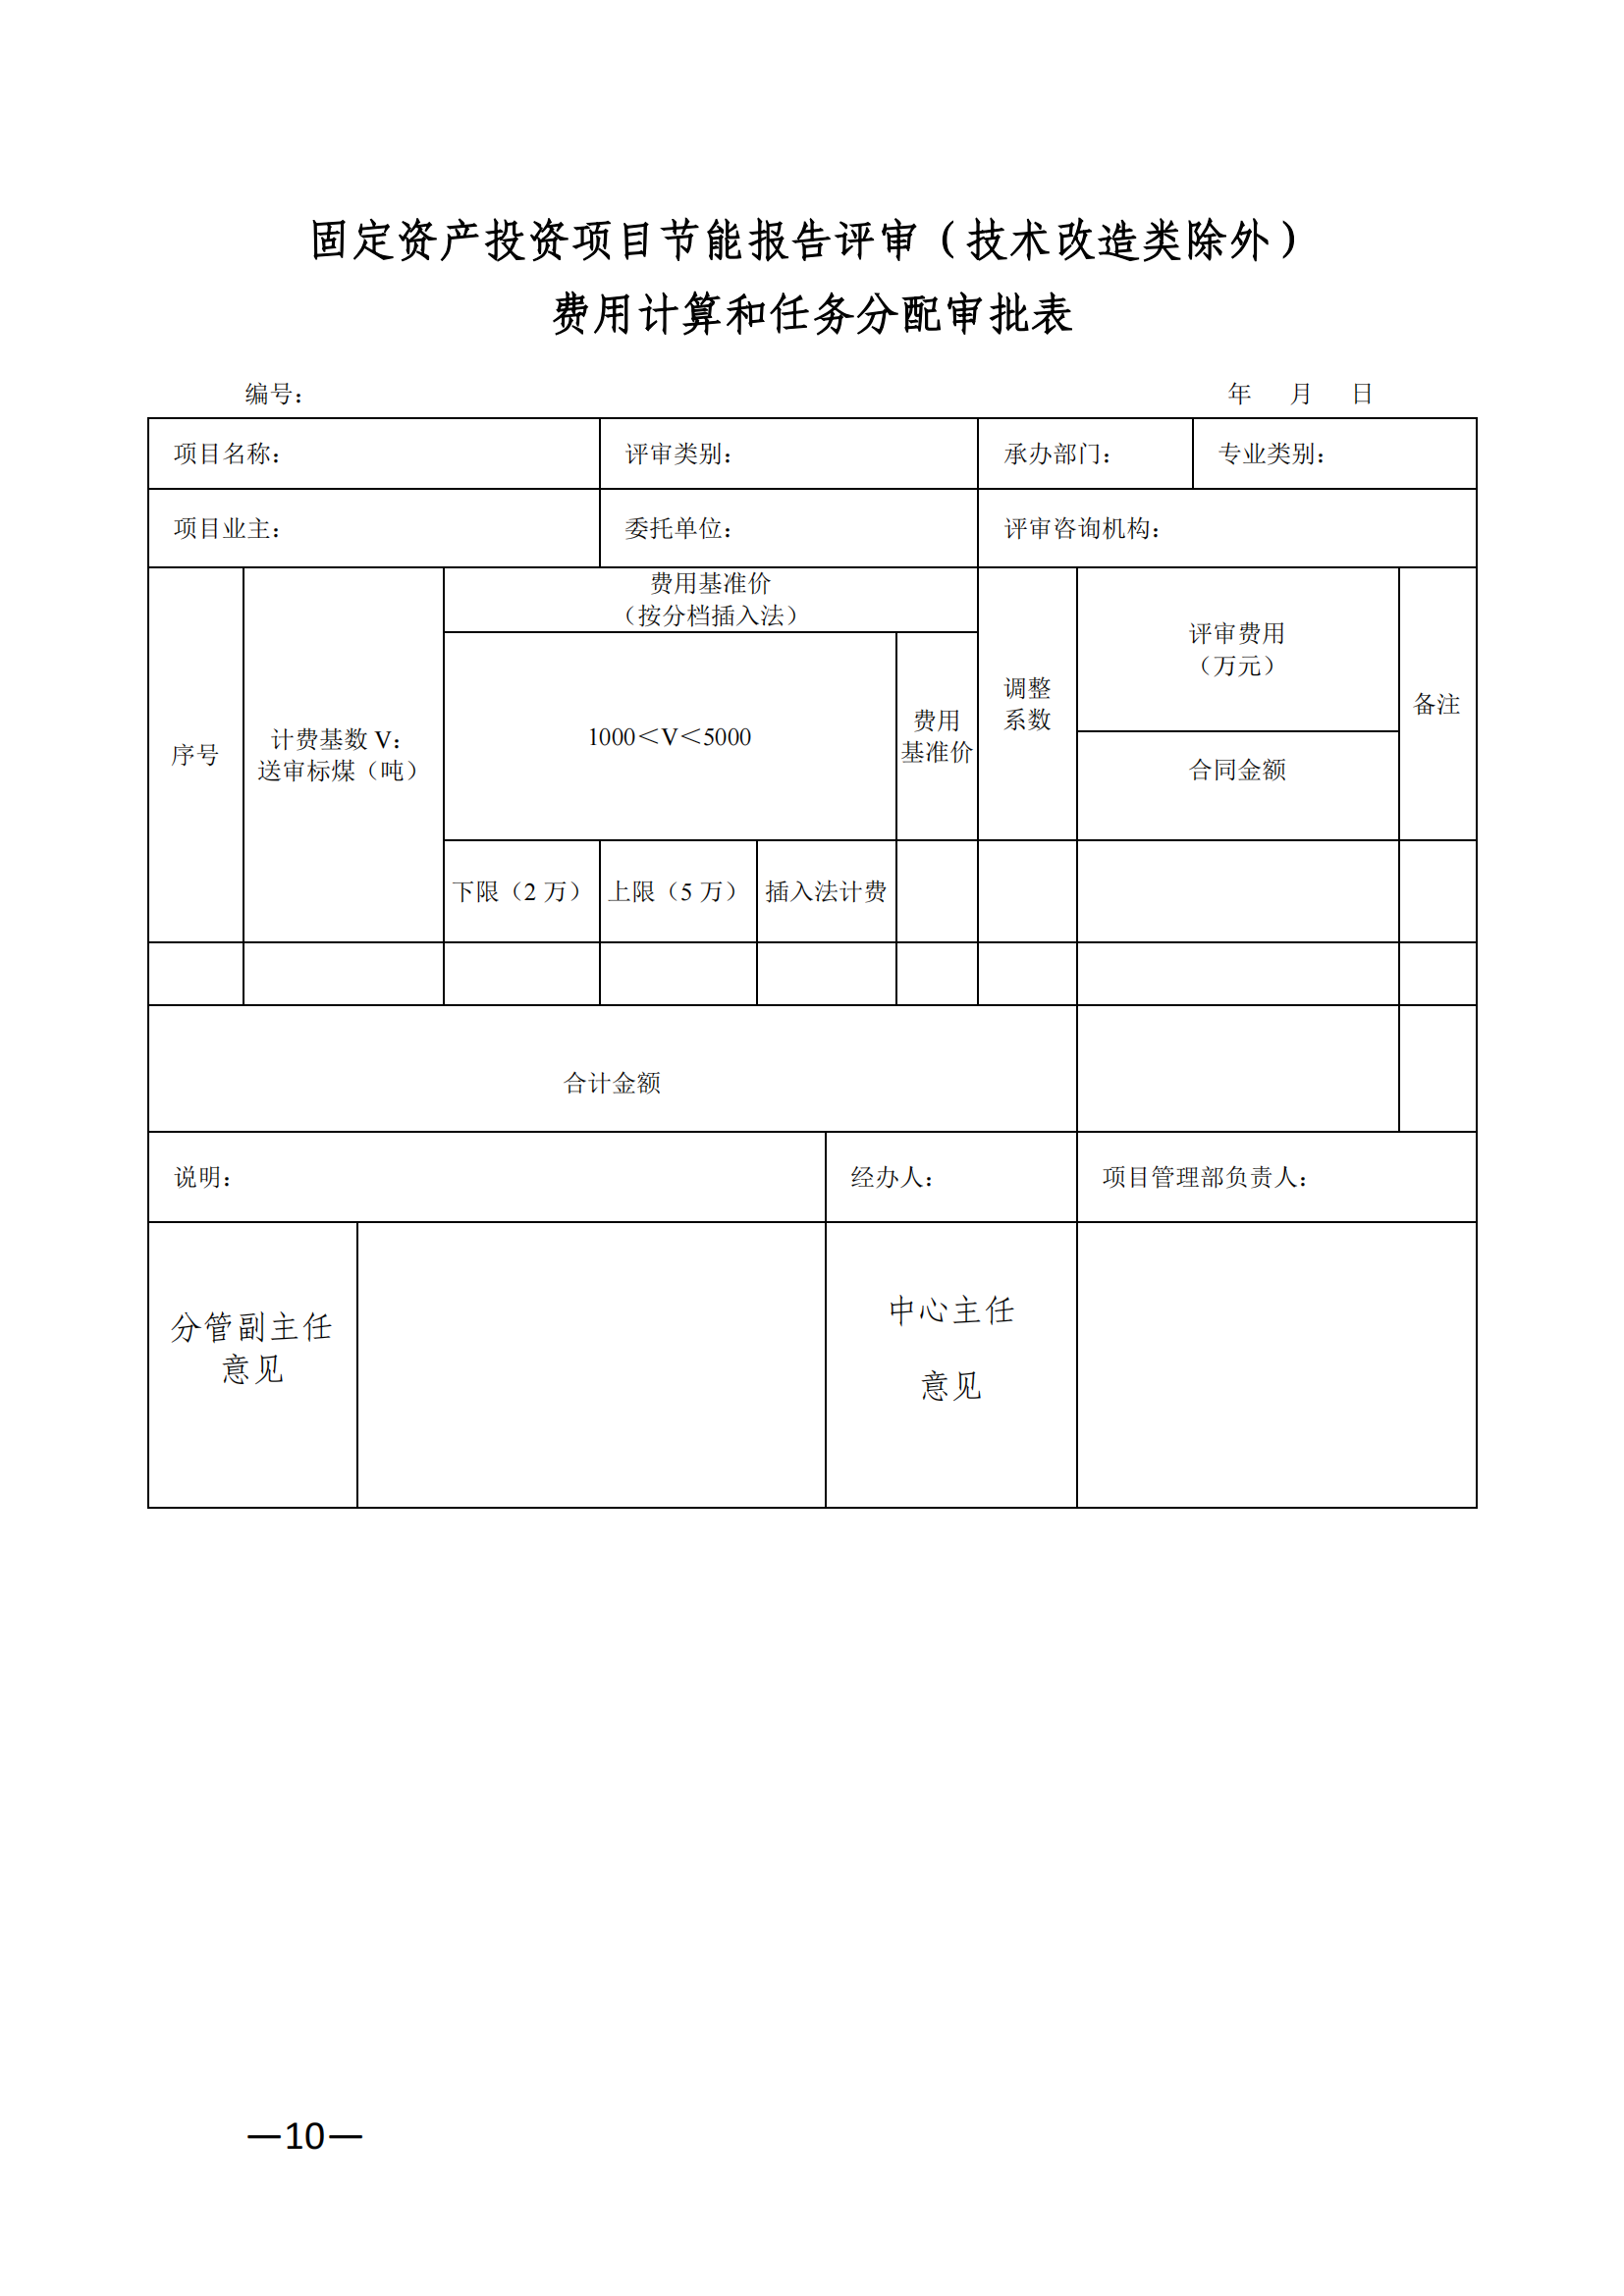 固定资产投资项目节能报告评审（技术改造类除外）
费用计算和任务分配审批表
编号： 年 月 日
项目名称： 评审类别： 承办部门： 专业类别：
项目业主： 委托单位： 评审咨询机构：
序号
计费基数 V：
送审标煤（吨）
费用基准价
（按分档插入法）
1000＜V＜5000
费用
基准价
调整
系数
评审费用
（万元）
合同金额
备注
下限（2 万） 上限（5 万） 插入法计费
合计金额
说明： 经办人： 项目管理部负责人：
分管副主任
意见
中心主任
意见
—10—